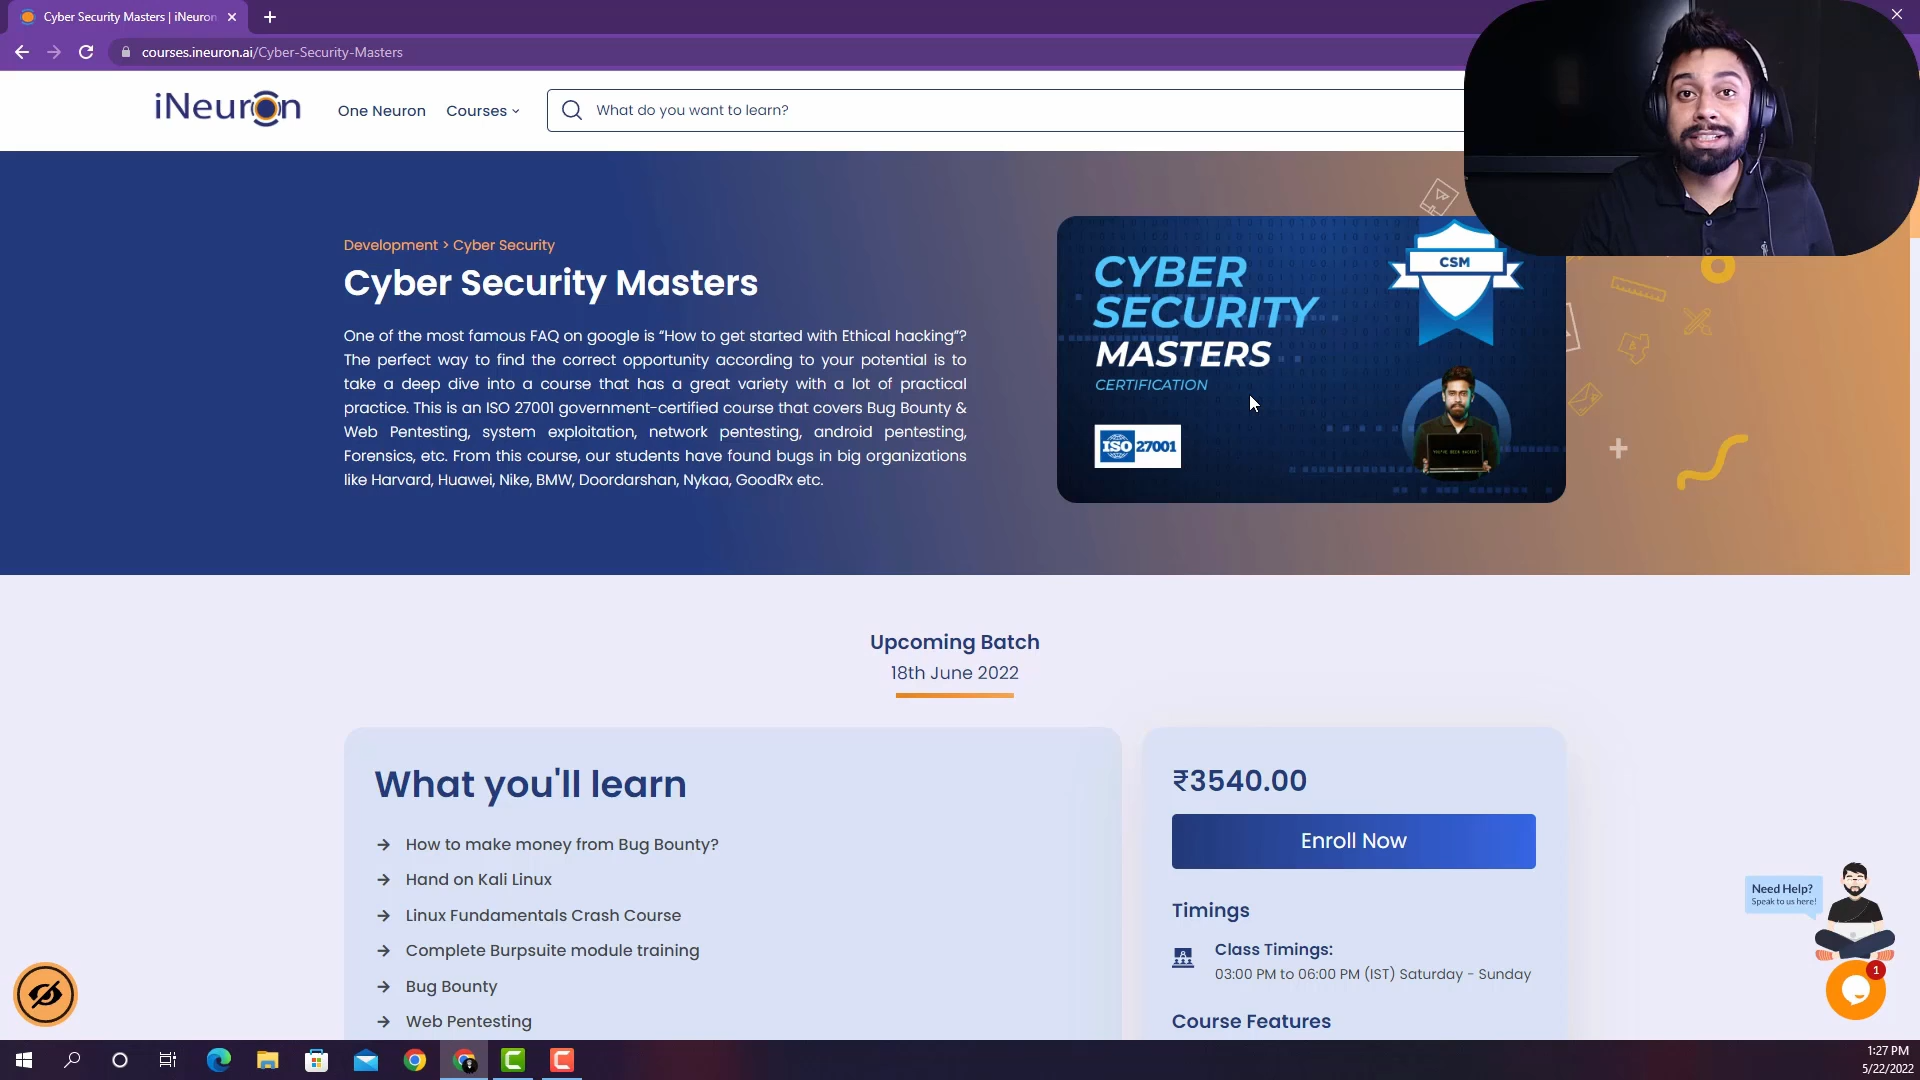 Cyber Security Masters | iNeuron
courses.ineuron.ai/Cyber-Security-Masters
iNeuron
One Neuron
Courses
What do you want to learn?
Development > Cyber Security
Cyber Security Masters
One of the most famous FAQ on google is “How to get started with Ethical hacking”?
The perfect way to find the correct opportunity according to your potential is to
take a deep dive into a course that has a great variety with a lot of practical
practice. This is an ISO 27001 government-certified course that covers Bug Bounty &
Web Pentesting, system exploitation, network pentesting, android pentesting,
Forensics, etc. From this course, our students have found bugs in big organizations
like Harvard, Huawei, Nike, BMW, Doordarshan, Nykaa, GoodRx etc.
CYBER
SECURITY
MASTERS
CERTIFICATION
ISO 27001
CSM
YOU'VE BEEN HACKED!
Upcoming Batch
18th June 2022
What you'll learn
How to make money from Bug Bounty?
Hand on Kali Linux
Linux Fundamentals Crash Course
Complete Burpsuite module training
Bug Bounty
Web Pentesting
₹3540.00
Enroll Now
Timings
Class Timings:
03:00 PM to 06:00 PM (IST) Saturday - Sunday
Course Features
Need Help?
Speak to us here!
1
1:27 PM
5/22/2022